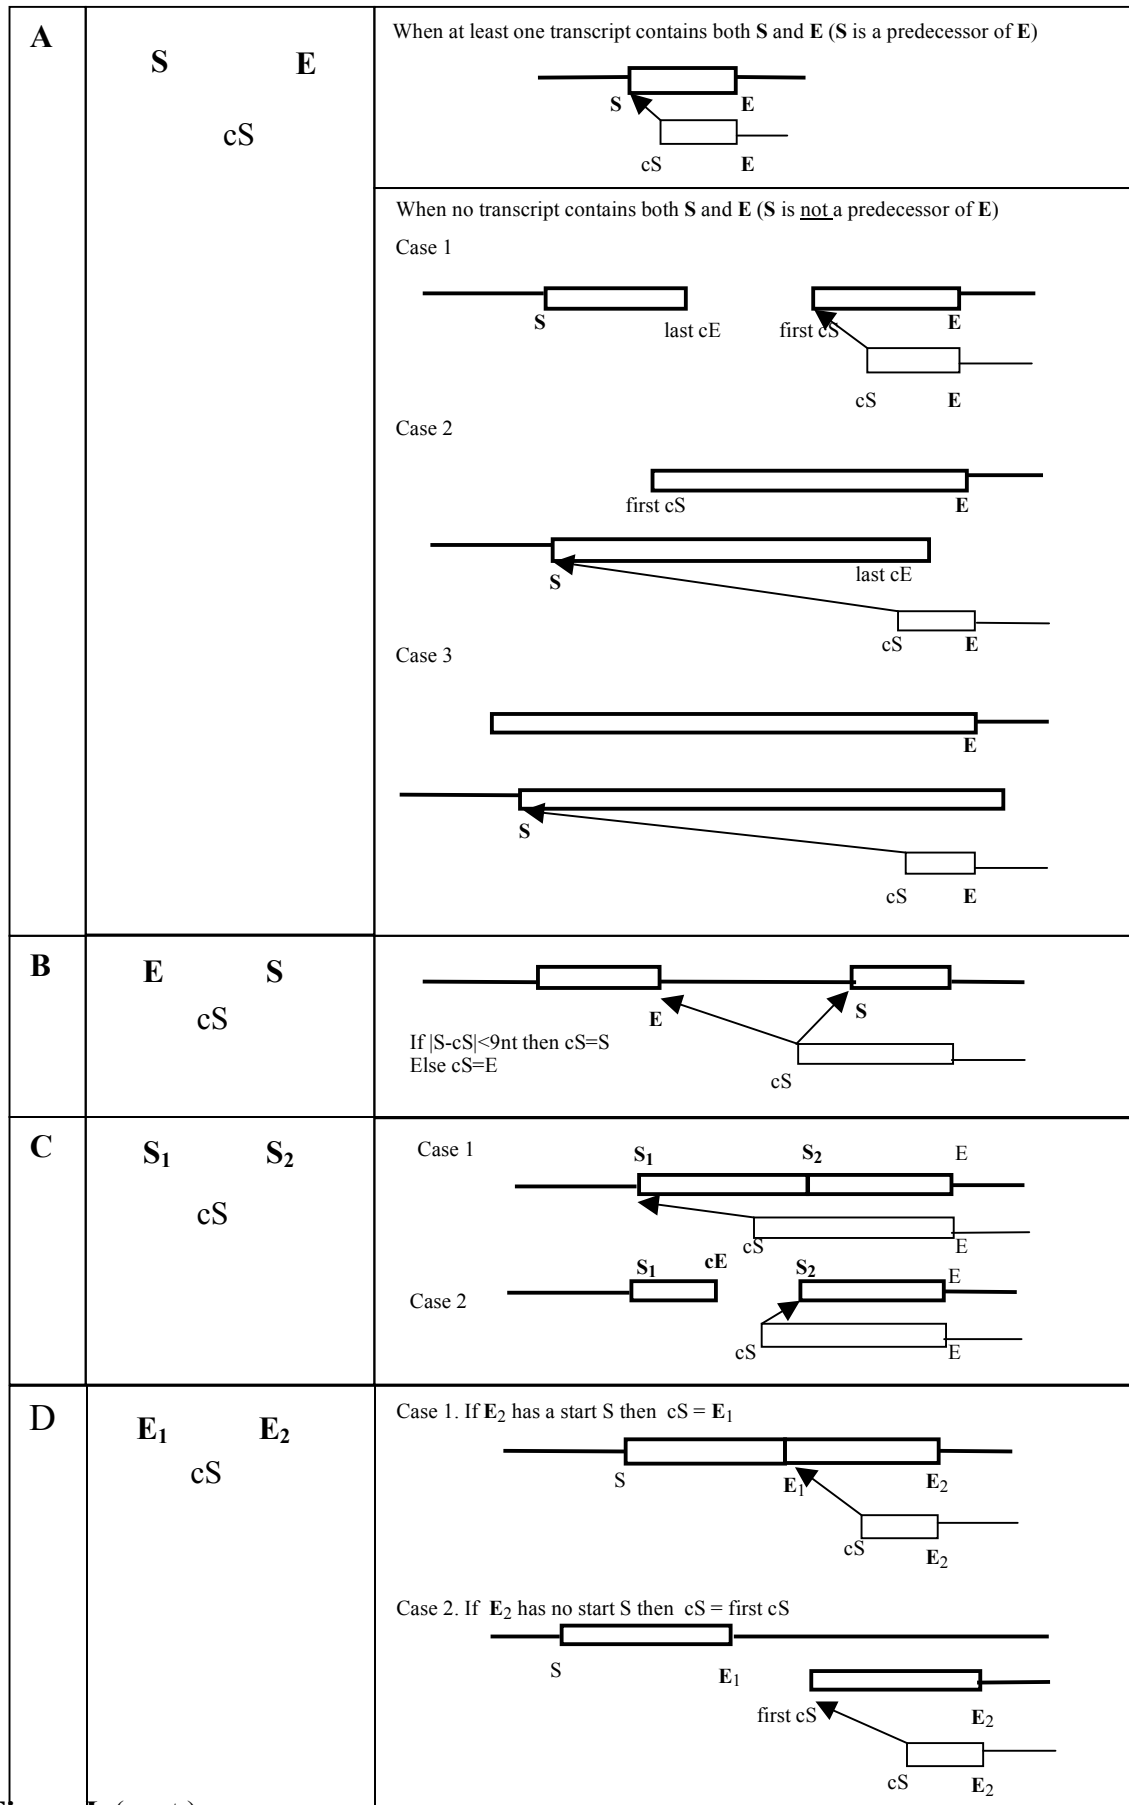 A
S E
cS
When at least one transcript contains both S and E (S is a predecessor of E)
S E
cS E
When no transcript contains both S and E (S is not a predecessor of E)
Case 1
S last cE first cS E
cS E
Case 2
first cS E
S last cE
cS E
Case 3
E
S
cS E
B
E S
cS
E S
If |S-cS|<9nt then cS=S
Else cS=E
cS
C
S1 S2
cS
Case 1 S1 S2 E
cS E
S1 cE S2 E
Case 2
cS E
D
E1 E2
cS
Case 1. If E2 has a start S then cS = E1
S E1 E2
cS E2
Case 2. If E2 has no start S then cS = first cS
S E1
first cS E2
cS E2